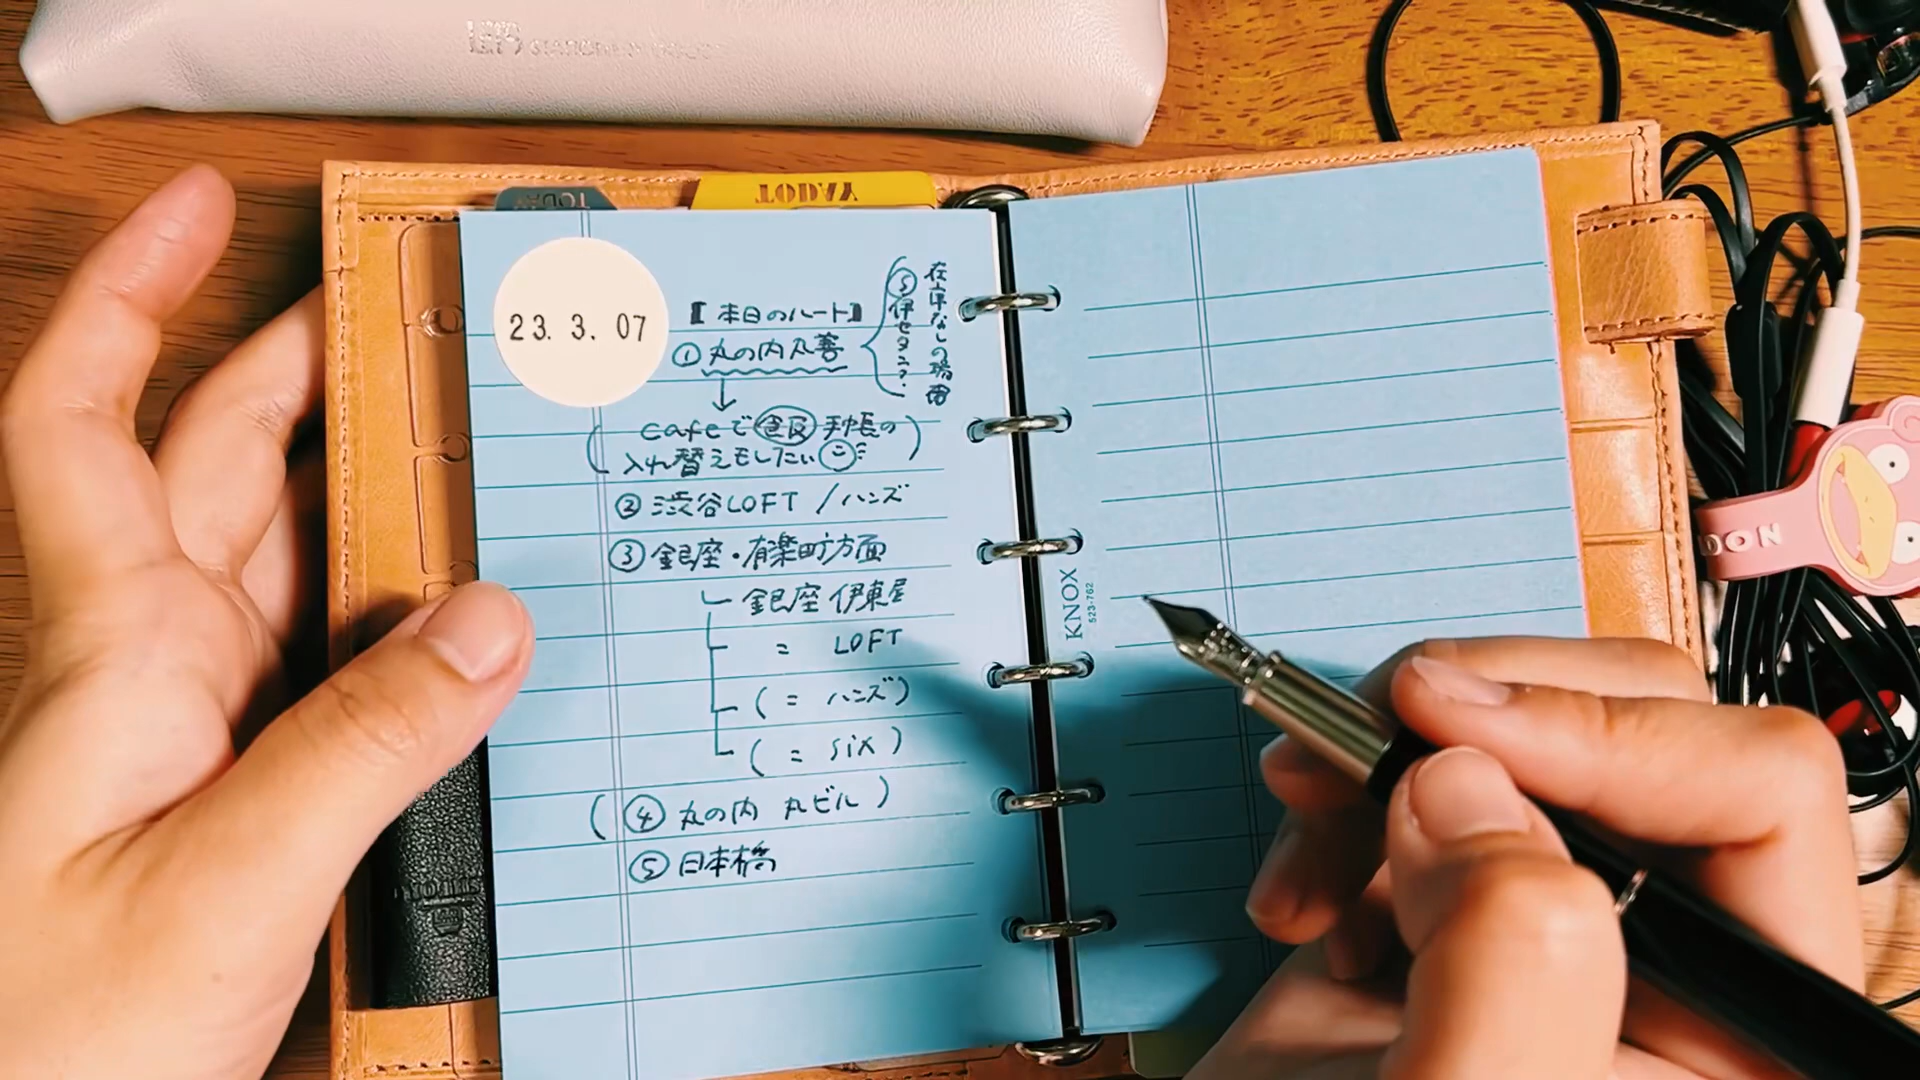 TODAY
TODAY
23. 3. 07
【本日のルート】
①丸の内丸善
在庫なしの場合
⑤伊セタン?
(cafeで食事 手帳の
入れ替えもしたい)
②渋谷LOFT / ハンズ
③銀座・有楽町方面
銀座 伊東屋
〃 LOFT
(〃 ハンズ)
(〃 six)
(④ 丸の内 丸ビル)
⑤日本橋
KNOX
523-762